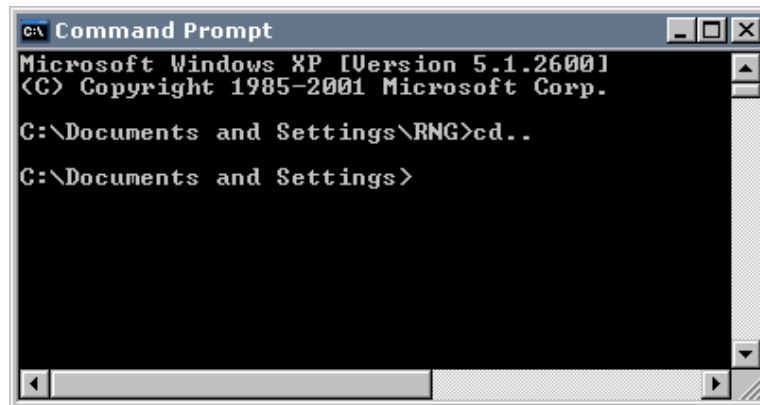 Command Prompt
Microsoft Windows XP [Version 5.1.2600]
(C) Copyright 1985-2001 Microsoft Corp.
C:\Documents and Settings\RNG>cd..
C:\Documents and Settings>